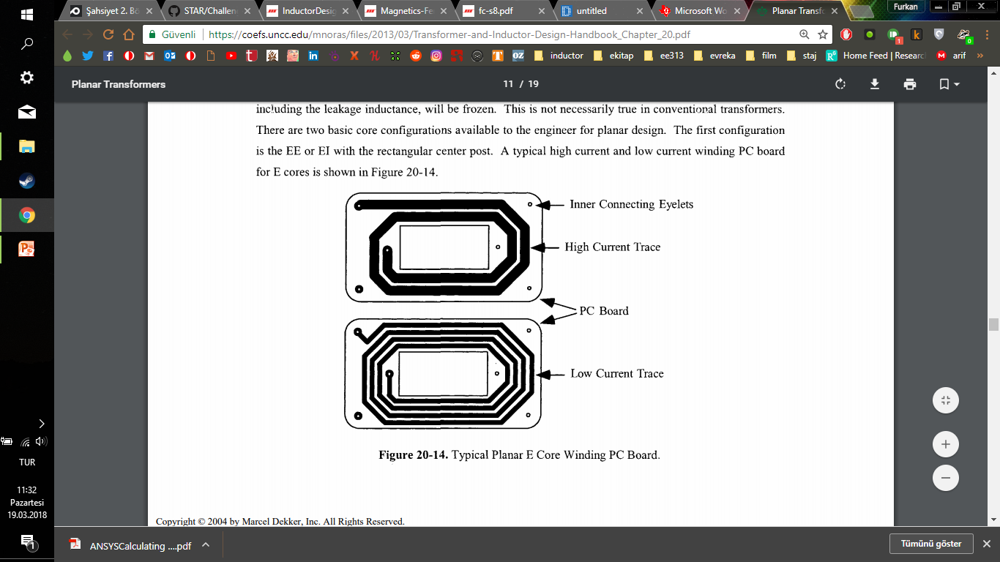 Şahsiyet 2. Bö
STAR/Challen
InductorDesig
Magnetics-Fe
fc-s8.pdf
untitled
Microsoft Wo
Planar Transfo
Furkan
Güvenli | https://coefs.uncc.edu/mnoras/files/2013/03/Transformer-and-Inductor-Design-Handbook_Chapter_20.pdf
inductor
ekitap
ee313
evreka
film
staj
Home Feed | Research
arif
Planar Transformers
11 / 19
including the leakage inductance, will be frozen. This is not necessarily true in conventional transformers.
There are two basic core configurations available to the engineer for planar design. The first configuration
is the EE or EI with the rectangular center post. A typical high current and low current winding PC board
for E cores is shown in Figure 20-14.
Inner Connecting Eyelets
High Current Trace
PC Board
Low Current Trace
Figure 20-14. Typical Planar E Core Winding PC Board.
Copyright © 2004 by Marcel Dekker, Inc. All Rights Reserved.
TUR
11:32
Pazartesi
19.03.2018
1
ANSYSCalculating ....pdf
Tümünü göster